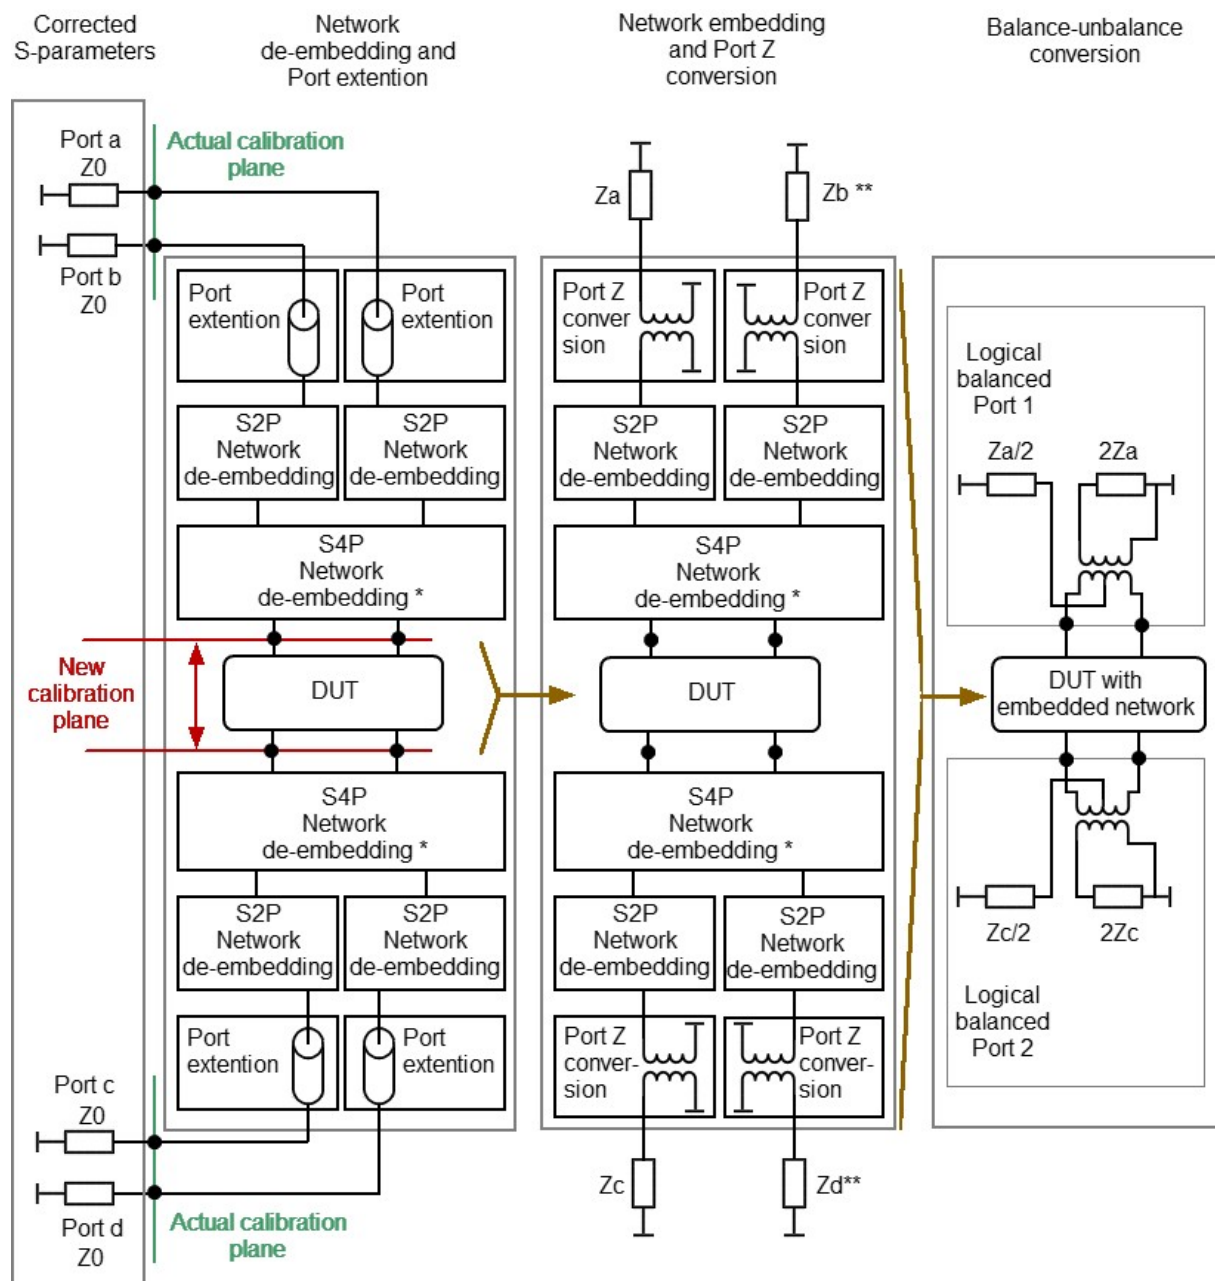 Corrected
S-parameters
Network
de-embedding and
Port extention
Network embedding
and Port Z
conversion
Balance-unbalance
conversion
Port a
Z0
Actual calibration
plane
Port b
Z0
Port
extention
Port
extention
S2P
Network
de-embedding
S2P
Network
de-embedding
S4P
Network
de-embedding *
New
calibration
plane
DUT
S4P
Network
de-embedding *
S2P
Network
de-embedding
S2P
Network
de-embedding
Port
extention
Port
extention
Port c
Z0
Port d
Z0
Actual calibration
plane
Za
Zb **
Port Z
conver
sion
Port Z
conver
sion
S2P
Network
de-embedding
S2P
Network
de-embedding
S4P
Network
de-embedding *
DUT
S4P
Network
de-embedding *
S2P
Network
de-embedding
S2P
Network
de-embedding
Port Z
conver-
sion
Port Z
conver-
sion
Zc
Zd**
Logical
balanced
Port 1
Za/2
2Za
DUT with
embedded network
Zc/2
2Zc
Logical
balanced
Port 2